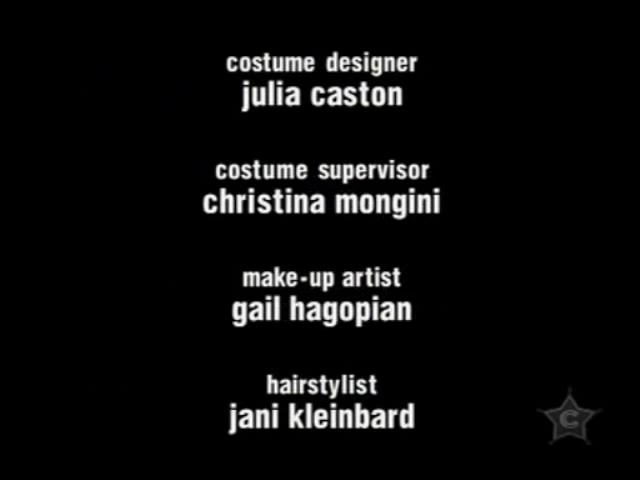 costume designer
julia caston
costume supervisor
christina mongini
make-up artist
gail hagopian
hairstylist
jani kleinbard
C